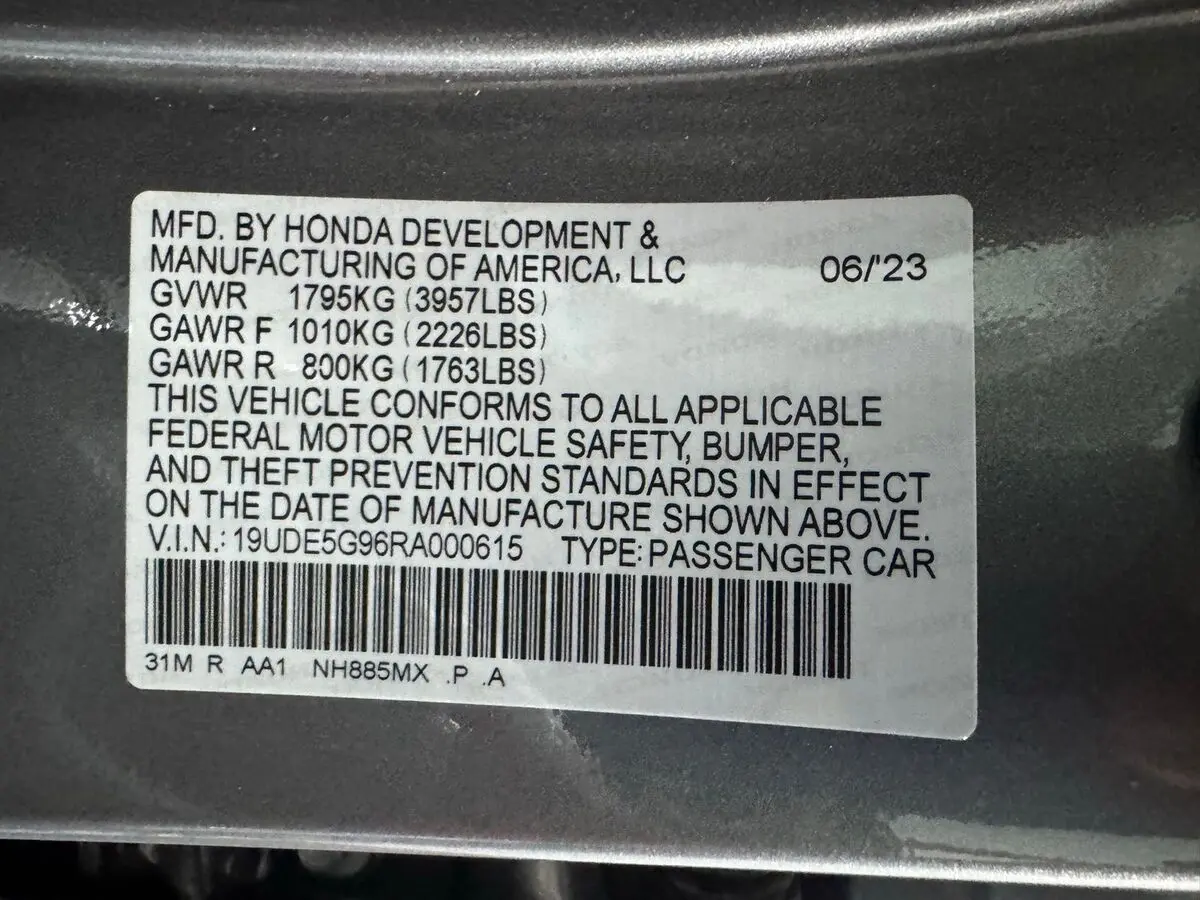 MFD. BY HONDA DEVELOPMENT &
MANUFACTURING OF AMERICA, LLC 06/'23
GVWR 1795KG (3957LBS)
GAWR F 1010KG (2226LBS)
GAWR R 800KG (1763LBS)
THIS VEHICLE CONFORMS TO ALL APPLICABLE
FEDERAL MOTOR VEHICLE SAFETY, BUMPER,
AND THEFT PREVENTION STANDARDS IN EFFECT
ON THE DATE OF MANUFACTURE SHOWN ABOVE.
V.I.N.: 19UDE5G96RA000615 TYPE: PASSENGER CAR
31M R AA1 NH885MX .P .A